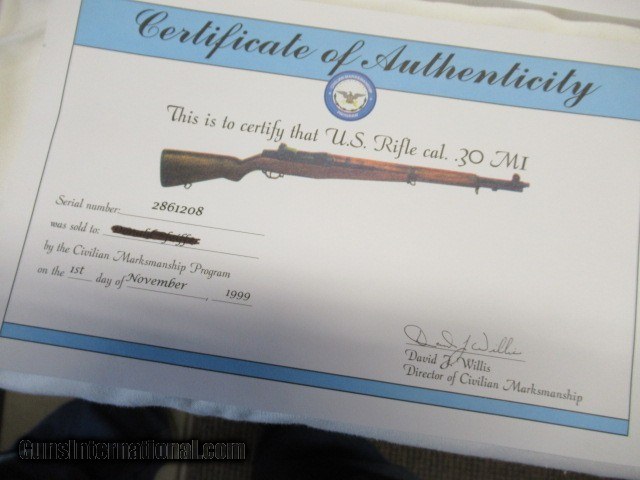 Certificate of Authenticity
This is to certify that U.S. Rifle cal. .30 M1
Serial number: 2861208
was sold to:
by the Civilian Marksmanship Program
on the 1st day of November, 1999
David J. Willis
David J. Willis
Director of Civilian Marksmanship
GunsInternational.com